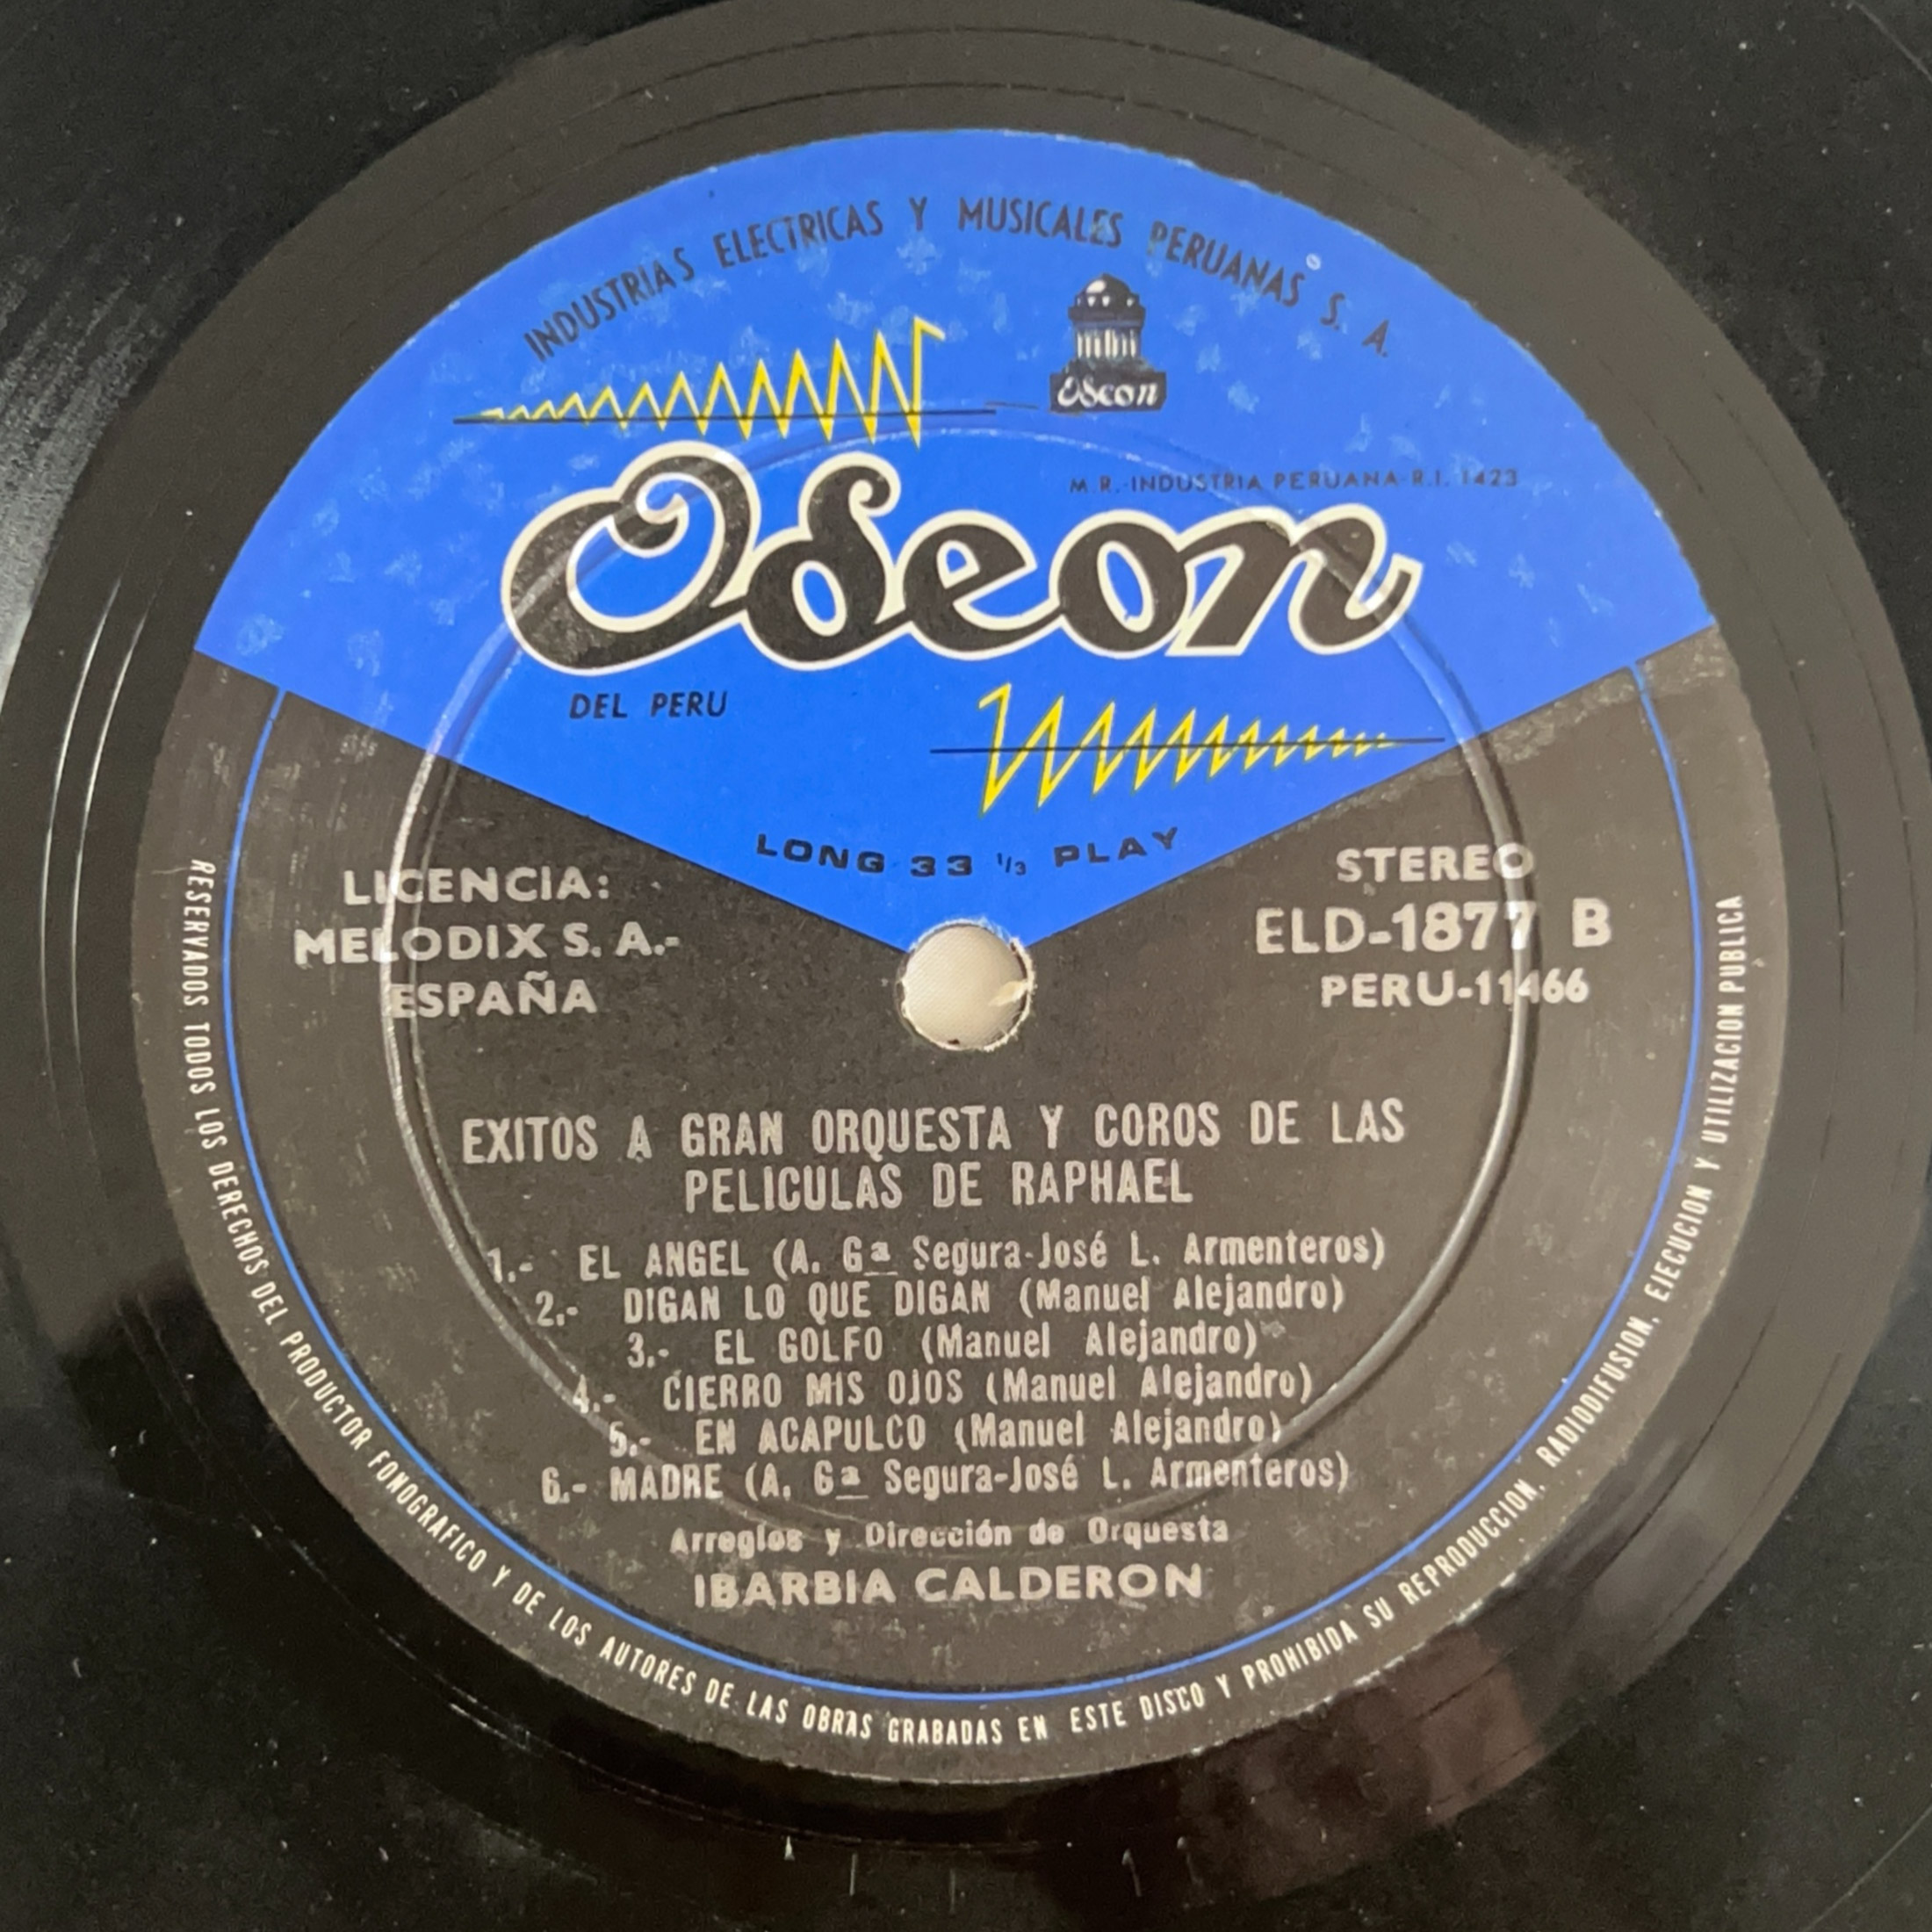 INDUSTRIAS ELECTRICAS Y MUSICALES PERUANAS S. A.
Odeon
M.R.-INDUSTRIA PERUANA-R.I. 1423
Odeon
DEL PERU
LONG 33 1/3 PLAY
LICENCIA:
MELODIX S. A.-
ESPAÑA
STEREO
ELD-1877 B
PERU-11466
EXITOS A GRAN ORQUESTA Y COROS DE LAS
PELICULAS DE RAPHAEL
1.- EL ANGEL (A. Gª Segura-José L. Armenteros)
2.- DIGAN LO QUE DIGAN (Manuel Alejandro)
3.- EL GOLFO (Manuel Alejandro)
4.- CIERRO MIS OJOS (Manuel Alejandro)
5.- EN ACAPULCO (Manuel Alejandro)
6.- MADRE (A. Gª Segura-José L. Armenteros)
Arreglos y Dirección de Orquesta
IBARBIA CALDERON
RESERVADOS TODOS LOS DERECHOS DEL PRODUCTOR FONOGRAFICO Y DE LOS AUTORES DE LAS OBRAS GRABADAS EN ESTE DISCO Y PROHIBIDA SU REPRODUCCION, RADIODIFUSION, EJECUCION Y UTILIZACION PUBLICA